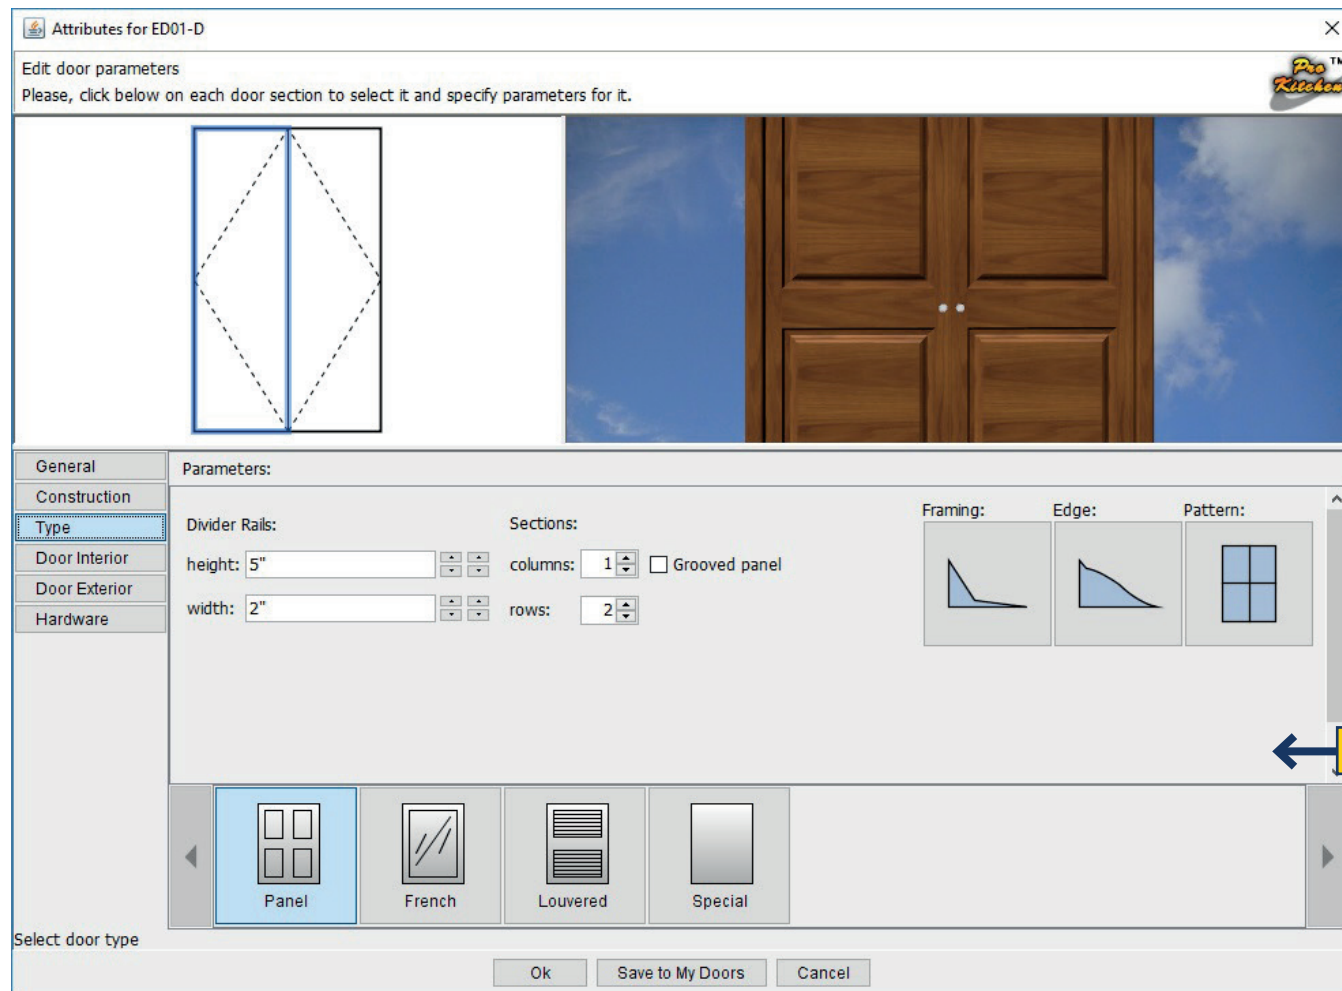 Attributes for ED01-D
Edit door parameters
Please, click below on each door section to select it and specify parameters for it.
Pro ™
Kitchen
General
Construction
Type
Door Interior
Door Exterior
Hardware
Parameters:
Divider Rails:
height: 5"
width: 2"
Sections:
columns: 1
Grooved panel
rows: 2
Framing:
Edge:
Pattern:
Panel
French
Louvered
Special
Select door type
Ok
Save to My Doors
Cancel